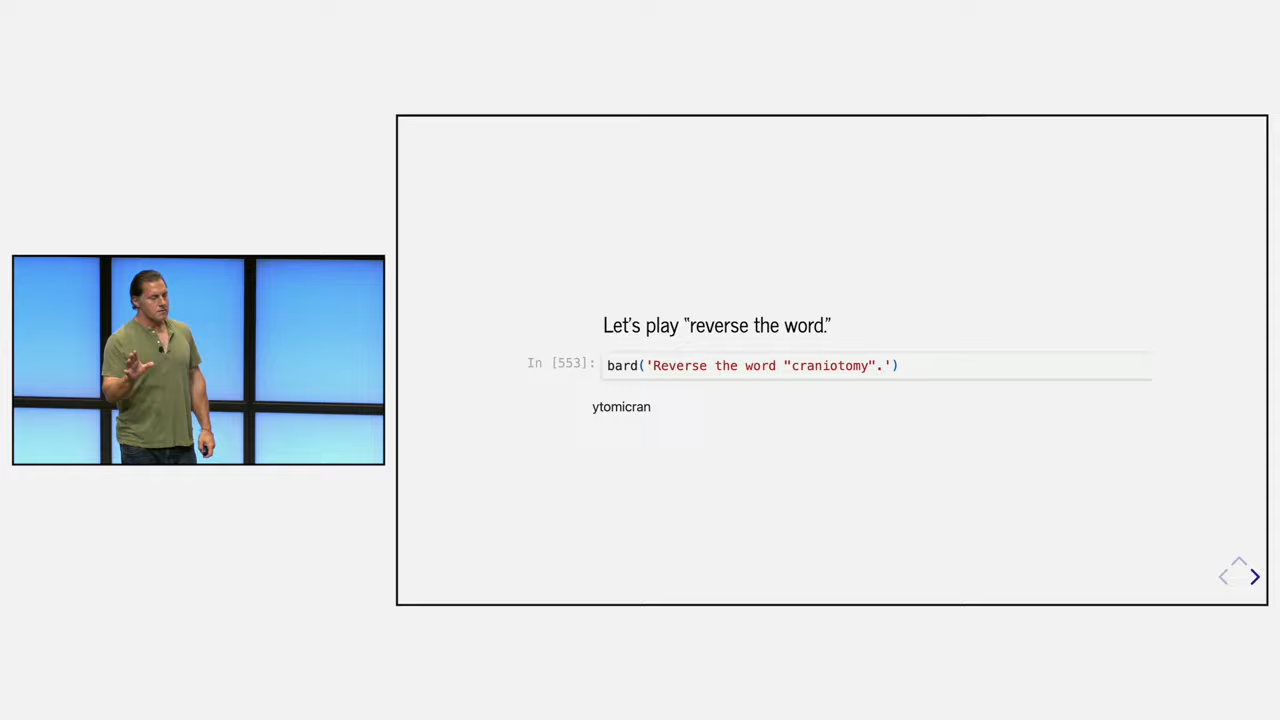 Let's play "reverse the word."
In [553]: bard('Reverse the word "craniotomy".')
ytomicran